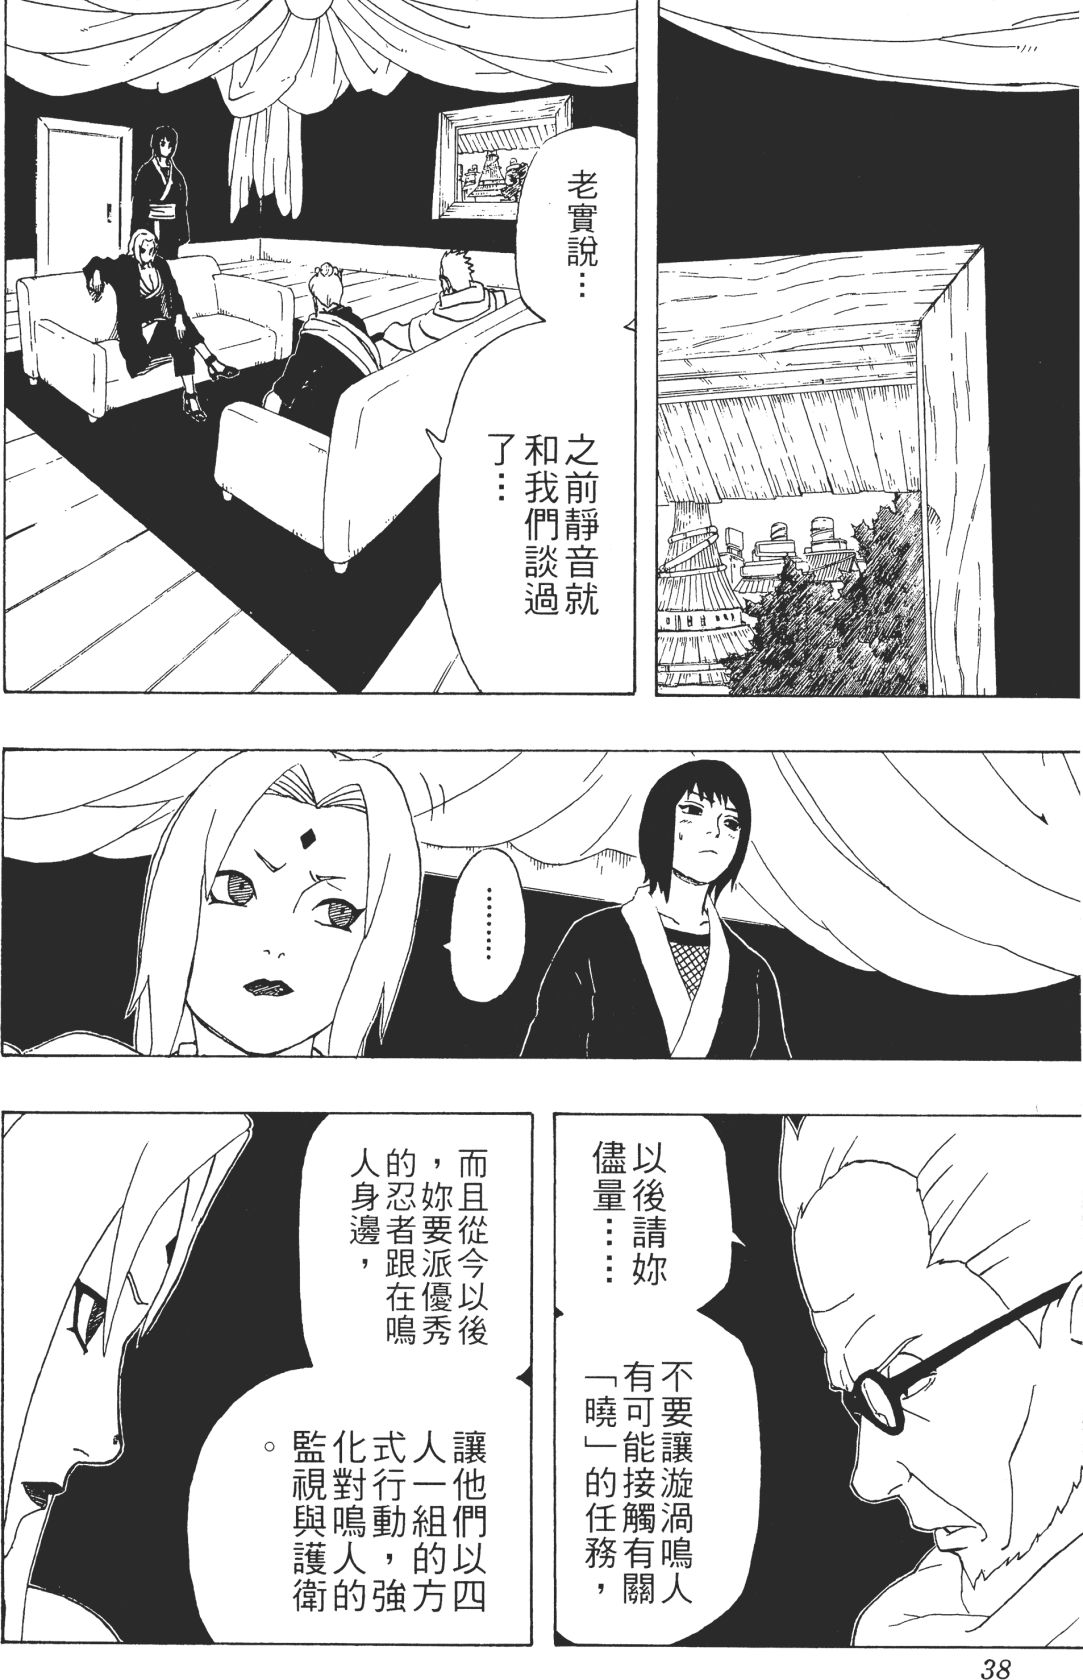 老實說…
之前靜音就
和我們談過
了…
………
以後請妳
儘量……
不要讓漩渦鳴人
有可能接觸有關
「曉」的任務，
而且從今以後
，妳要派優秀
的忍者跟在鳴
人身邊，
讓他們以四
人一組的方
式行動，強
化對鳴人的
監視與護衛
。
38